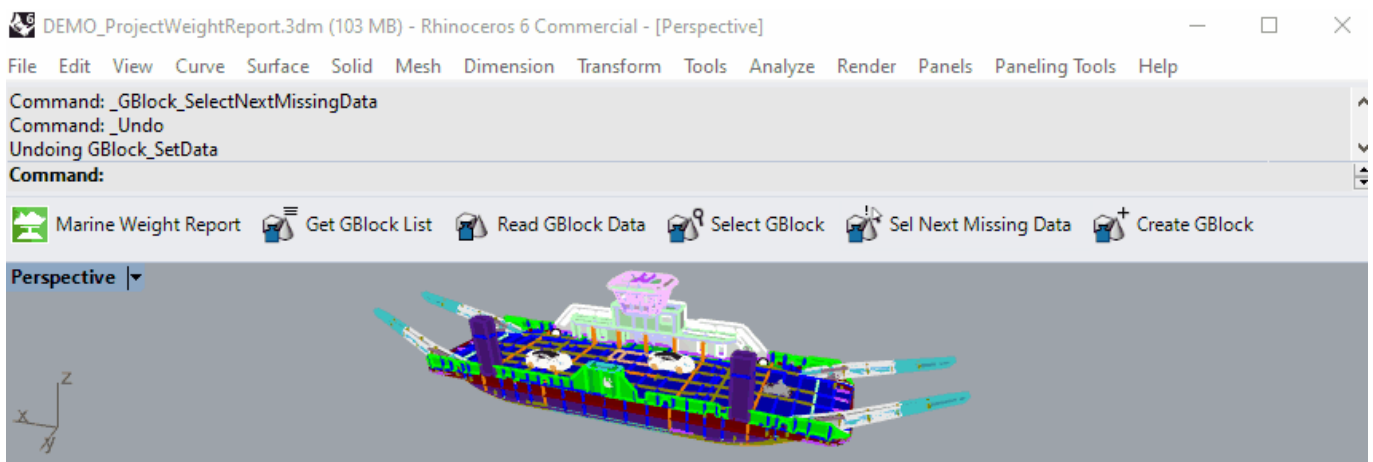 DEMO_ProjectWeightReport.3dm (103 MB) - Rhinoceros 6 Commercial - [Perspective]
File Edit View Curve Surface Solid Mesh Dimension Transform Tools Analyze Render Panels Paneling Tools Help
Command: _GBlock_SelectNextMissingData
Command: _Undo
Undoing GBlock_SetData
Command:
Marine Weight Report Get GBlock List Read GBlock Data Select GBlock Sel Next Missing Data Create GBlock
Perspective
z
x
y